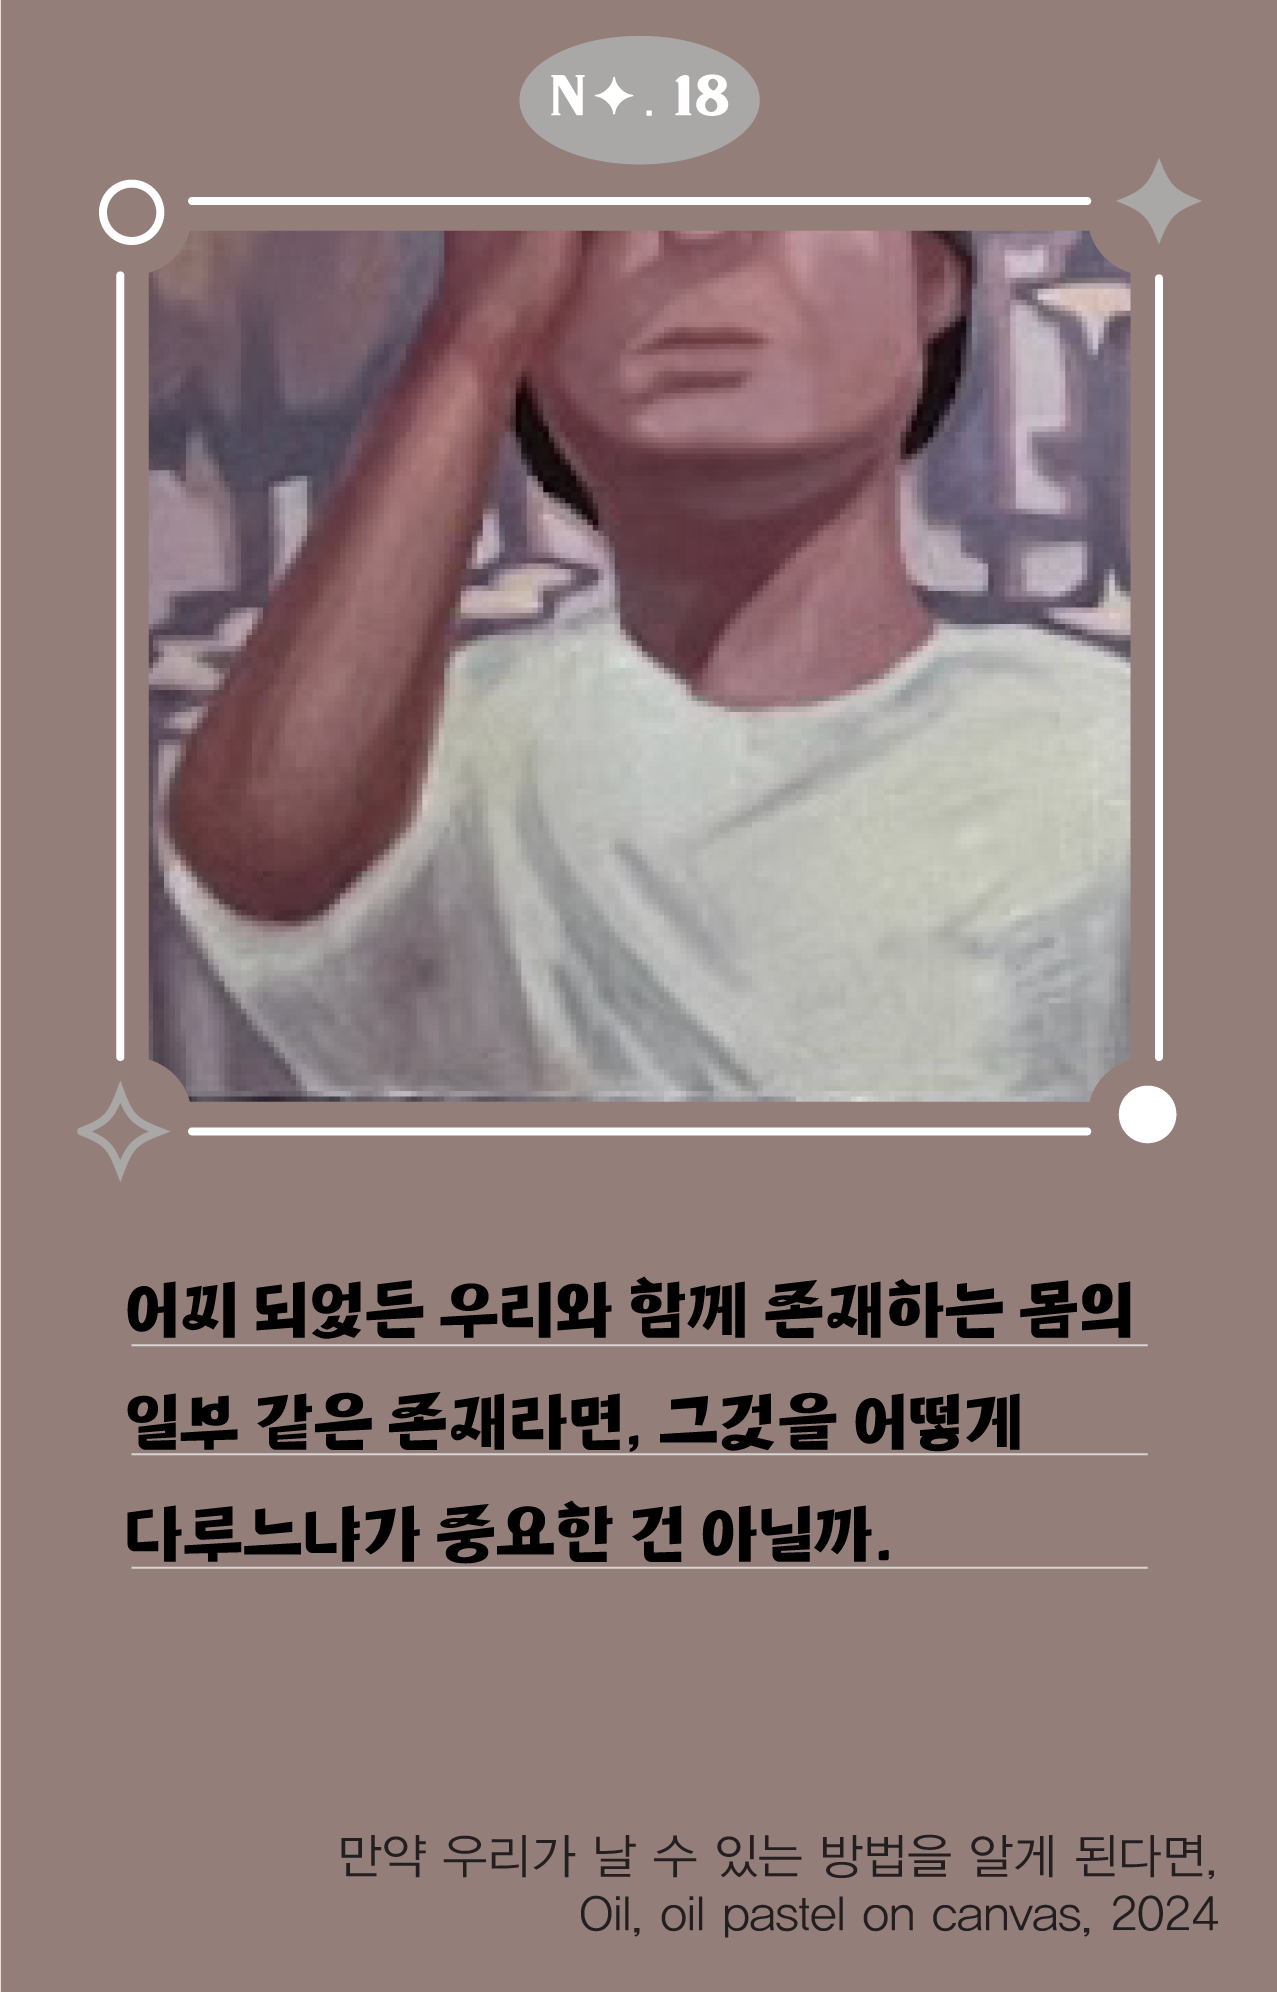 N✦. 18
어찌 되었든 우리와 함께 존재하는 몸의
일부 같은 존재라면, 그것을 어떻게
다루느냐가 중요한 건 아닐까.
만약 우리가 날 수 있는 방법을 알게 된다면,
Oil, oil pastel on canvas, 2024